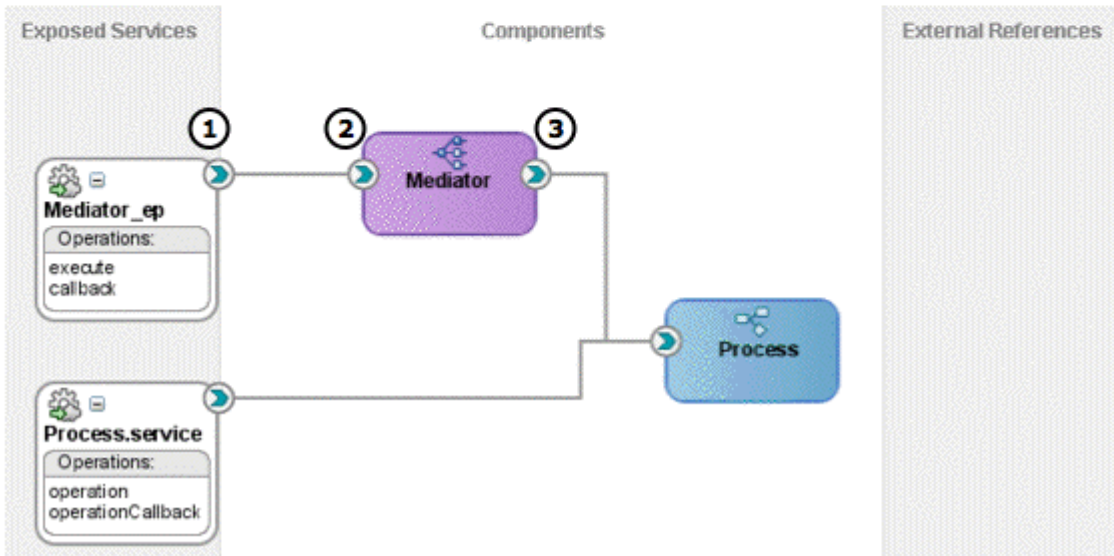 Exposed Services
Components
External References
1
2
3
Mediator
Mediator_ep
Operations:
execute
callback
Process
Process.service
Operations:
operation
operationCallback